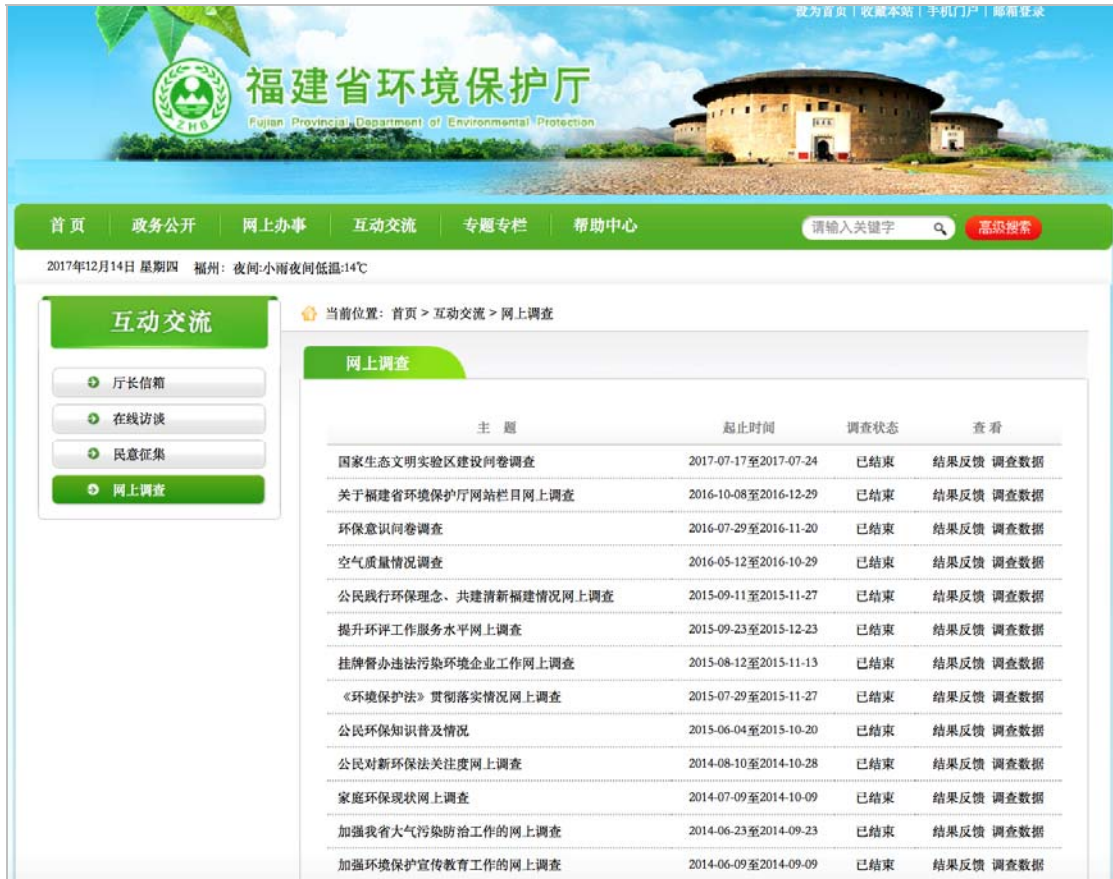 设为首页 | 收藏本站 | 手机门户 | 邮箱登录
ZHB
福建省环境保护厅
Fujian Provincial Department of Environmental Protection
首页 政务公开 网上办事 互动交流 专题专栏 帮助中心 请输入关键字 高级搜索
2017年12月14日 星期四 福州: 夜间:小雨夜间低温:14℃
互动交流
厅长信箱
在线访谈
民意征集
网上调查
当前位置: 首页 > 互动交流 > 网上调查
网上调查
主 题 起止时间 调查状态 查看
国家生态文明实验区建设问卷调查 2017-07-17至2017-07-24 已结束 结果反馈 调查数据
关于福建省环境保护厅网站栏目网上调查 2016-10-08至2016-12-29 已结束 结果反馈 调查数据
环保意识问卷调查 2016-07-29至2016-11-20 已结束 结果反馈 调查数据
空气质量情况调查 2016-05-12至2016-10-29 已结束 结果反馈 调查数据
公民践行环保理念、共建清新福建情况网上调查 2015-09-11至2015-11-27 已结束 结果反馈 调查数据
提升环评工作服务水平网上调查 2015-09-23至2015-12-23 已结束 结果反馈 调查数据
挂牌督办违法污染环境企业工作网上调查 2015-08-12至2015-11-13 已结束 结果反馈 调查数据
《环境保护法》贯彻落实情况网上调查 2015-07-29至2015-11-27 已结束 结果反馈 调查数据
公民环保知识普及情况 2015-06-04至2015-10-20 已结束 结果反馈 调查数据
公民对新环保法关注度网上调查 2014-08-10至2014-10-28 已结束 结果反馈 调查数据
家庭环保现状网上调查 2014-07-09至2014-10-09 已结束 结果反馈 调查数据
加强我省大气污染防治工作的网上调查 2014-06-23至2014-09-23 已结束 结果反馈 调查数据
加强环境保护宣传教育工作的网上调查 2014-06-09至2014-09-09 已结束 结果反馈 调查数据